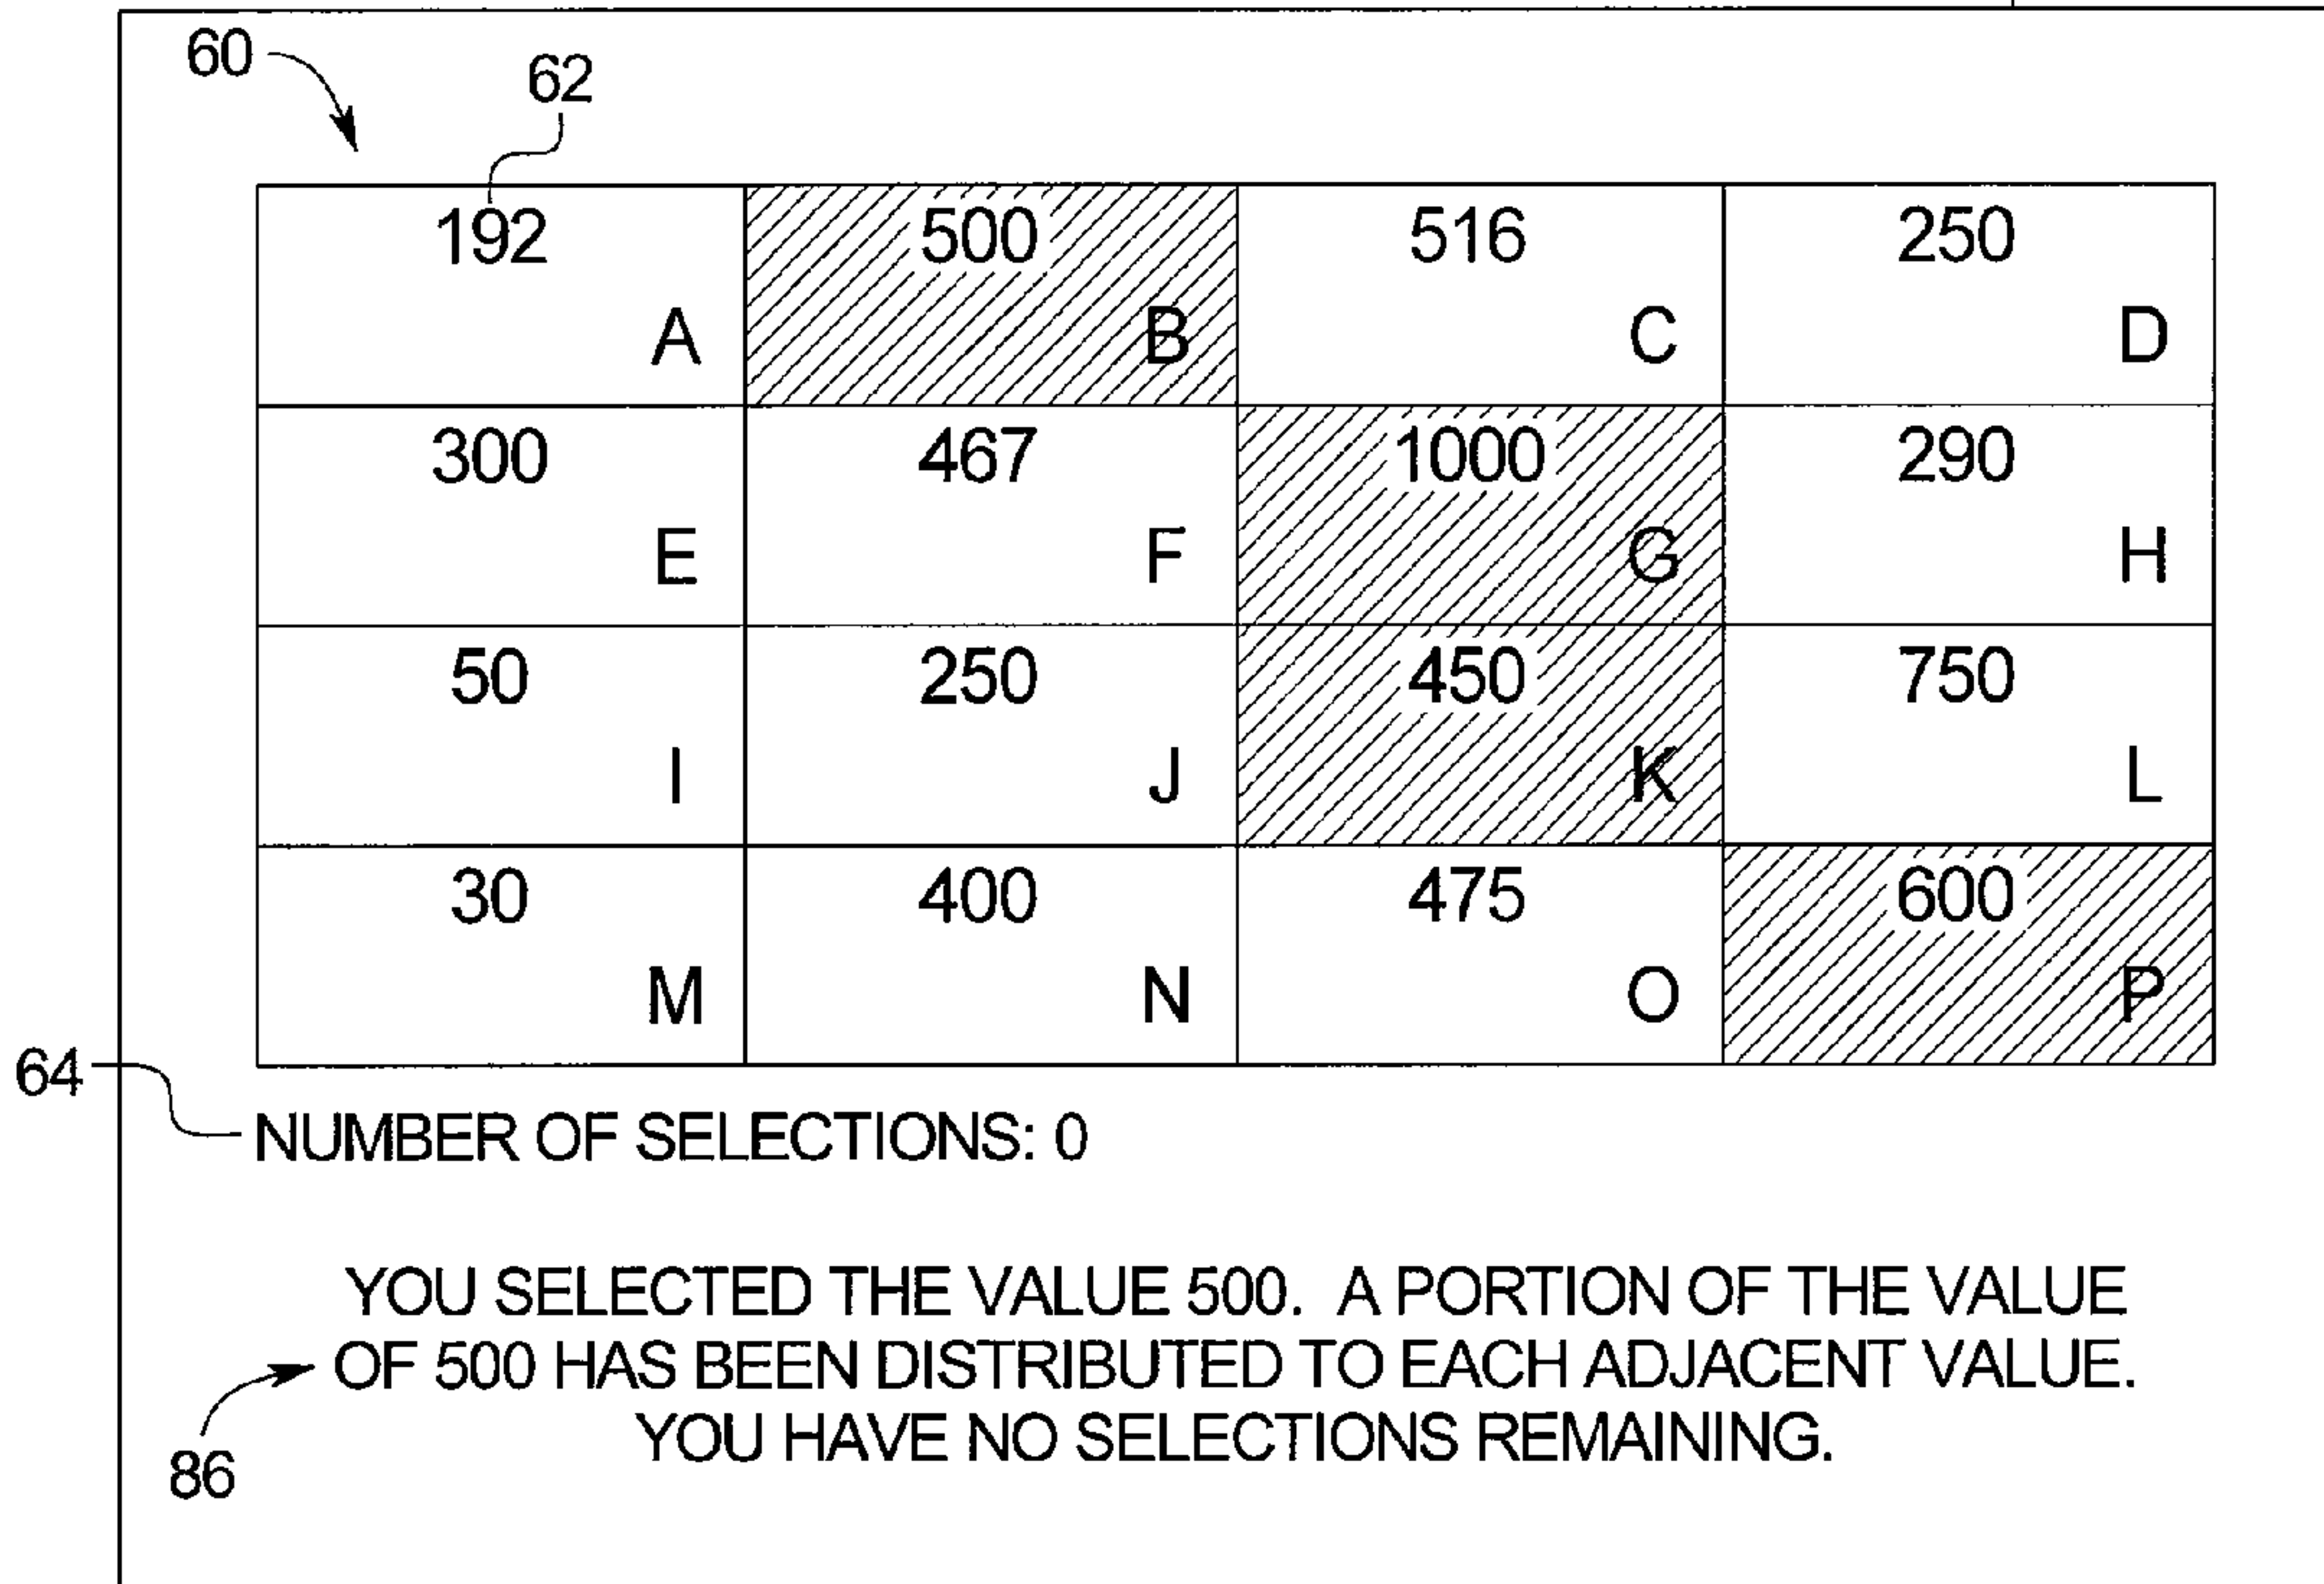 60
62
192 500 516 250
A B C D
300 467 1000 290
E F G H
50 250 450 750
I J K L
30 400 475 600
M N O P
64
NUMBER OF SELECTIONS: 0
YOU SELECTED THE VALUE 500. A PORTION OF THE VALUE
OF 500 HAS BEEN DISTRIBUTED TO EACH ADJACENT VALUE.
YOU HAVE NO SELECTIONS REMAINING.
86